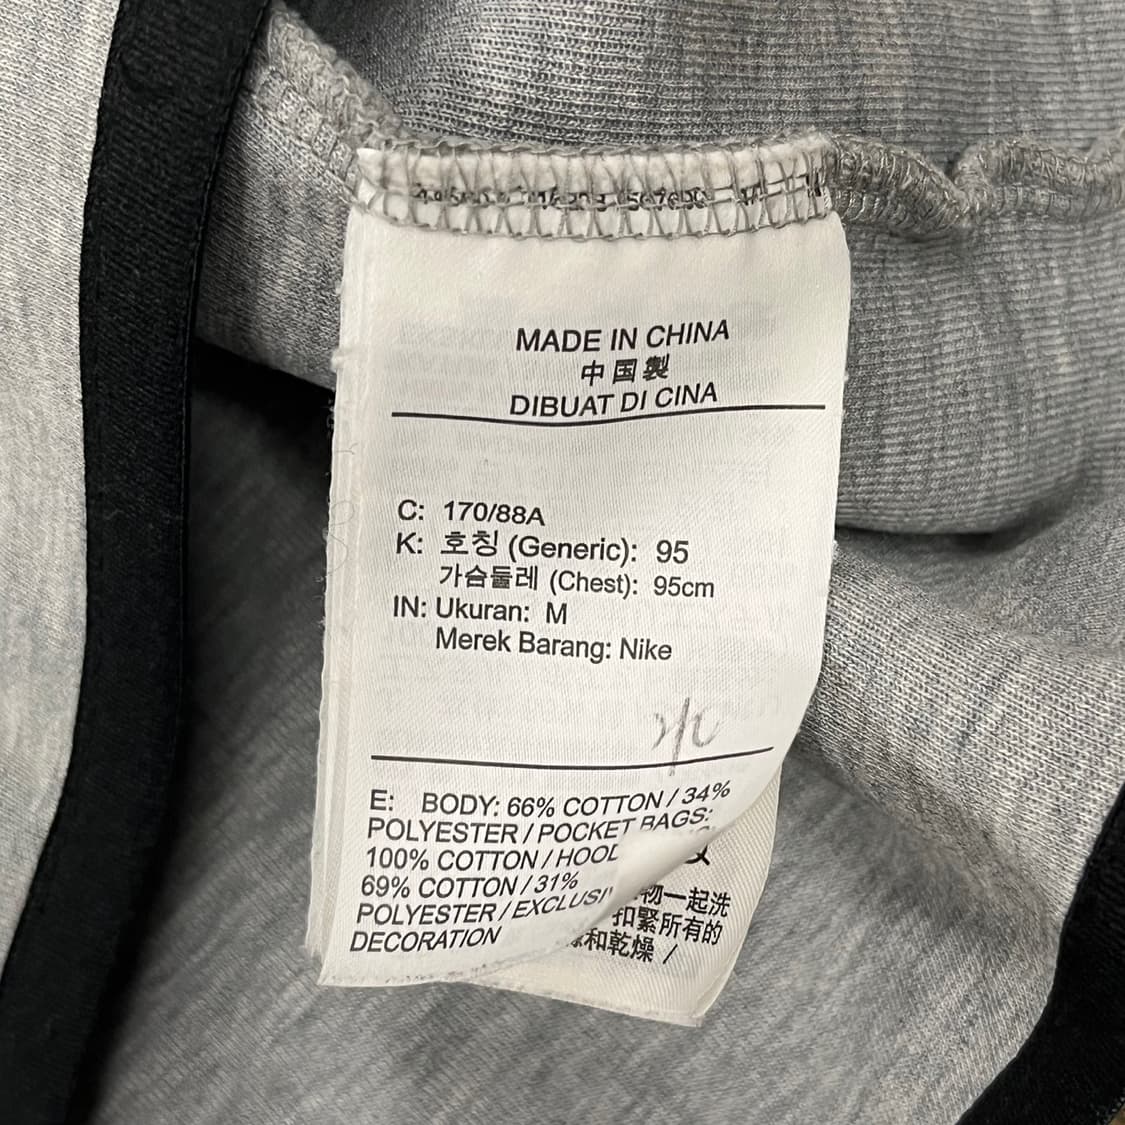 MADE IN CHINA
中国製
DIBUAT DI CINA
C: 170/88A
K: 호칭 (Generic): 95
가슴둘레 (Chest): 95cm
IN: Ukuran: M
Merek Barang: Nike
E: BODY: 66% COTTON / 34%
POLYESTER / POCKET BAGS:
100% COTTON / HOOD
69% COTTON / 31%
POLYESTER / EXCLUSI
DECORATION
物一起洗
扣緊所有的
和乾燥 /